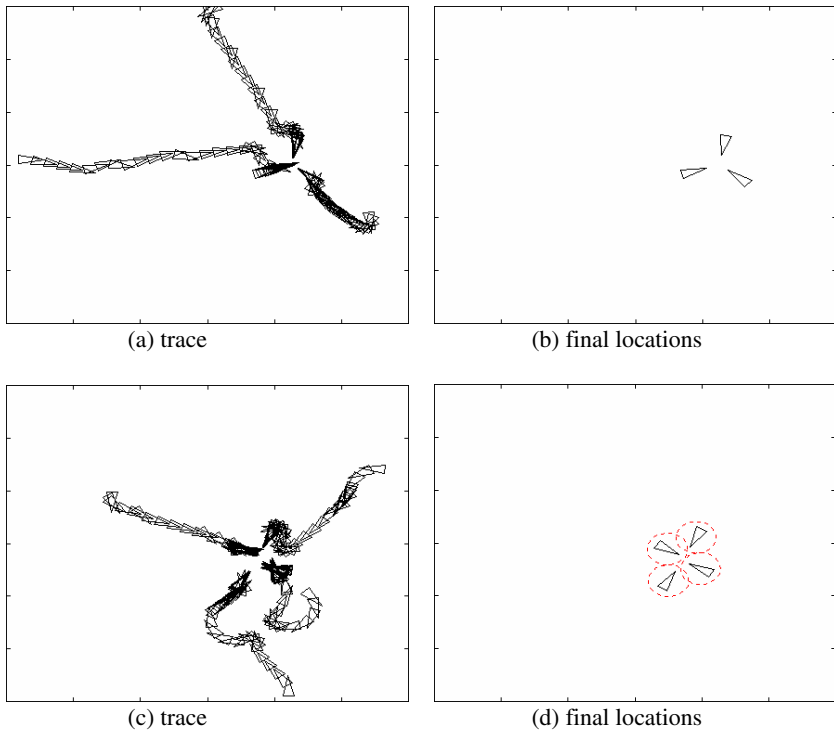 (a) trace
(b) final locations
(c) trace
(d) final locations